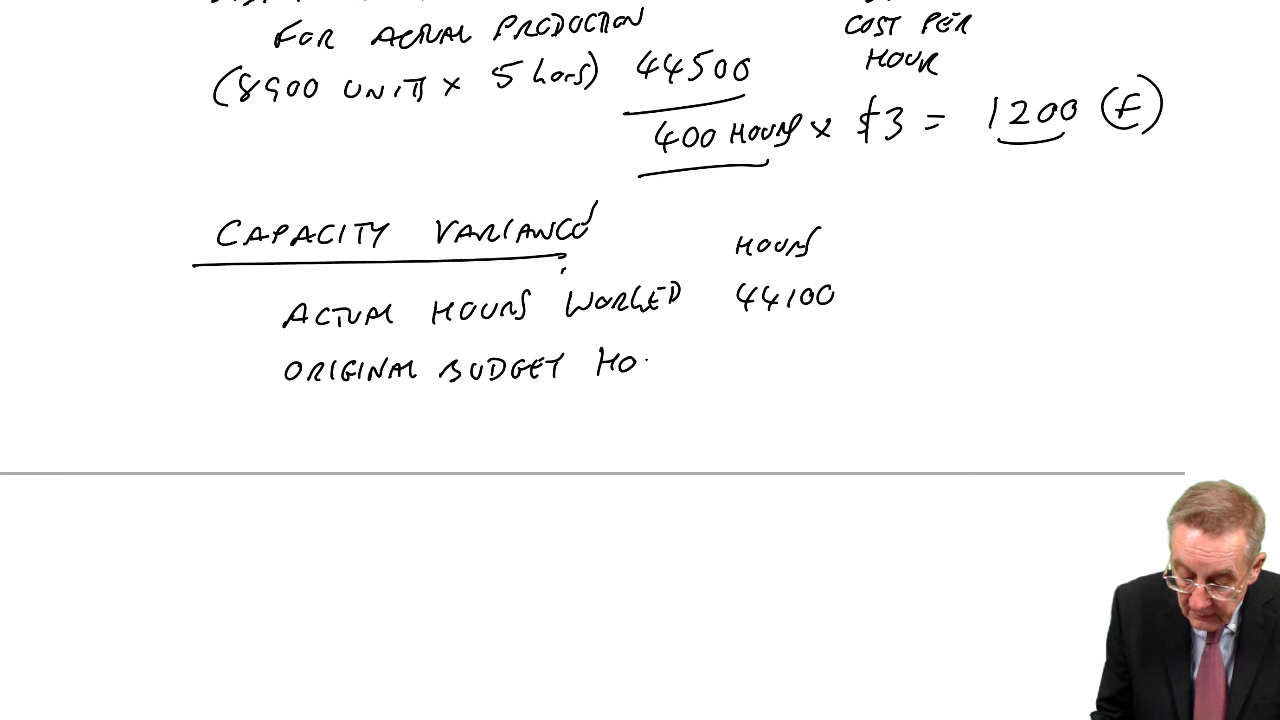 FOR ACTUAL PRODUCTION
(8900 UNITS × 5 hors) 44500
COST PER
HOUR
400 HOURS × $3 = 1200 (F)
CAPACITY VARIANCE
HOURS
ACTUAL HOURS WORKED 44100
ORIGINAL BUDGET HO